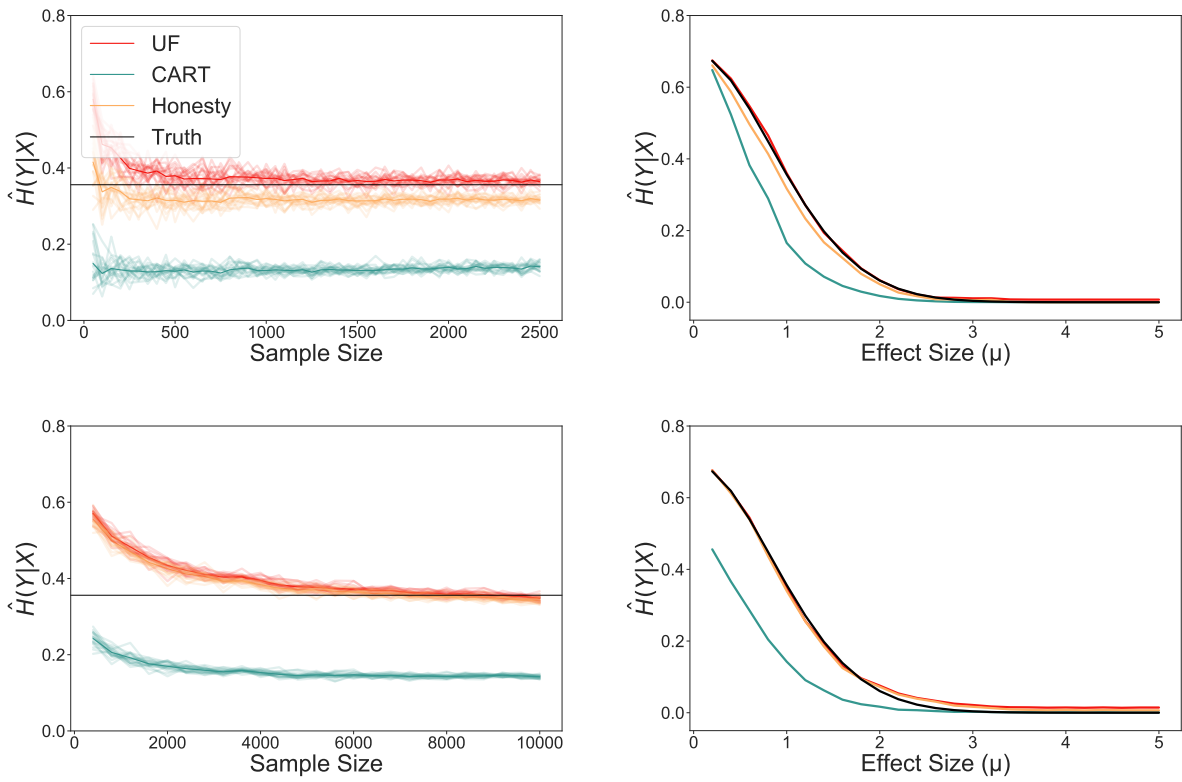 0.8
0.6
0.4
0.2
0.0
Ĥ(Y|X)
UF
CART
Honesty
Truth
0 500 1000 1500 2000 2500
Sample Size
0.8
0.6
0.4
0.2
0.0
Ĥ(Y|X)
0 1 2 3 4 5
Effect Size (μ)
0.8
0.6
0.4
0.2
0.0
Ĥ(Y|X)
0 2000 4000 6000 8000 10000
Sample Size
0.8
0.6
0.4
0.2
0.0
Ĥ(Y|X)
0 1 2 3 4 5
Effect Size (μ)